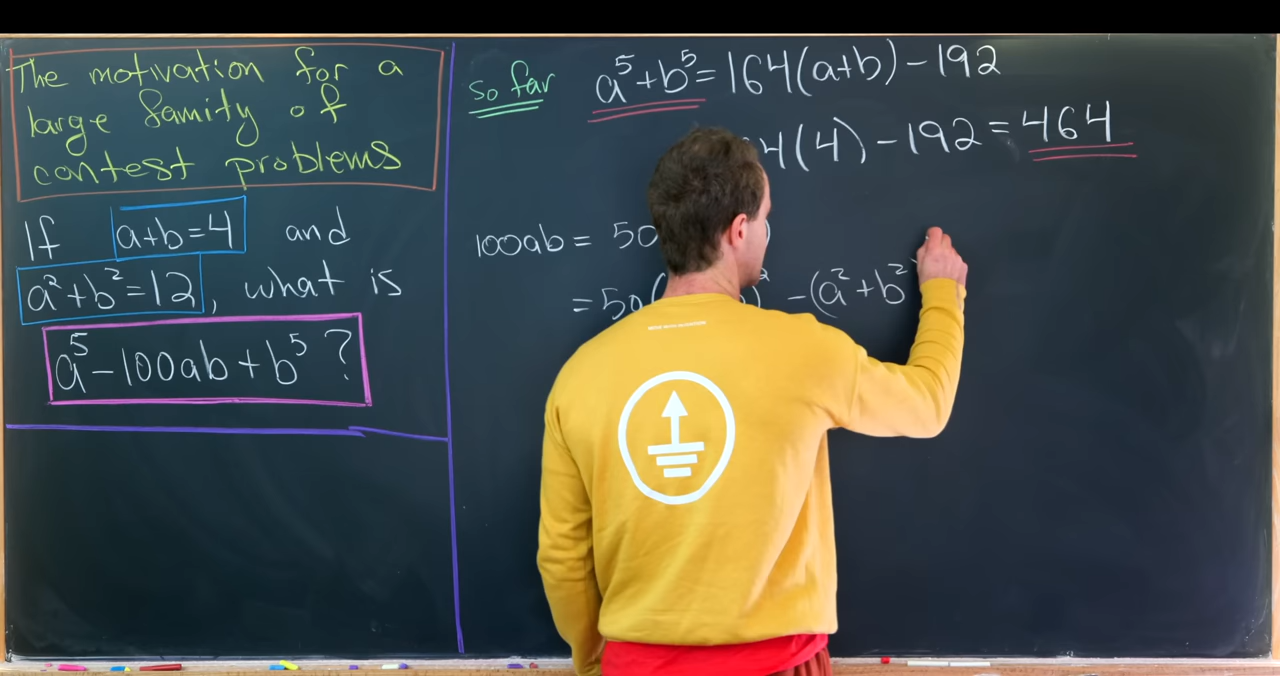 The motivation for a
large family of
contest problems
If a+b=4 and
a²+b²=12, what is
a⁵-100ab+b⁵?
so far a⁵+b⁵=164(a+b)-192
4(4)-192=464
100ab= 50
=50( )² -(a²+b²